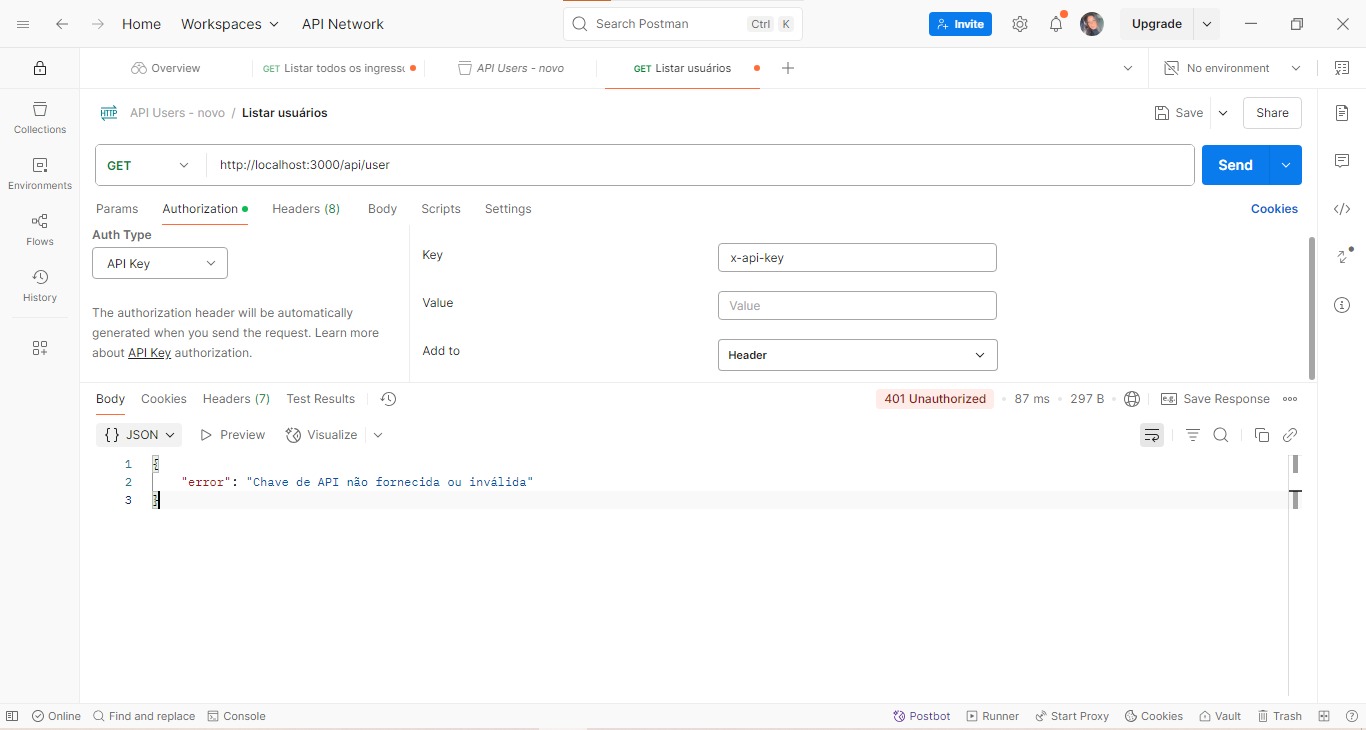 Home Workspaces API Network Search Postman Ctrl K Invite Upgrade
Overview GET Listar todos os ingress API Users - novo GET Listar usuários No environment
Collections
Environments
Flows
History
HTTP API Users - novo / Listar usuários Save Share
GET http://localhost:3000/api/user Send
Params Authorization Headers (8) Body Scripts Settings Cookies
Auth Type
API Key
The authorization header will be automatically
generated when you send the request. Learn more
about API Key authorization.
Key x-api-key
Value Value
Add to Header
Body Cookies Headers (7) Test Results 401 Unauthorized 87 ms 297 B e.g. Save Response
{} JSON Preview Visualize
1 {
2 "error": "Chave de API não fornecida ou inválida"
3 }
Online Find and replace Console Postbot Runner Start Proxy Cookies Vault Trash